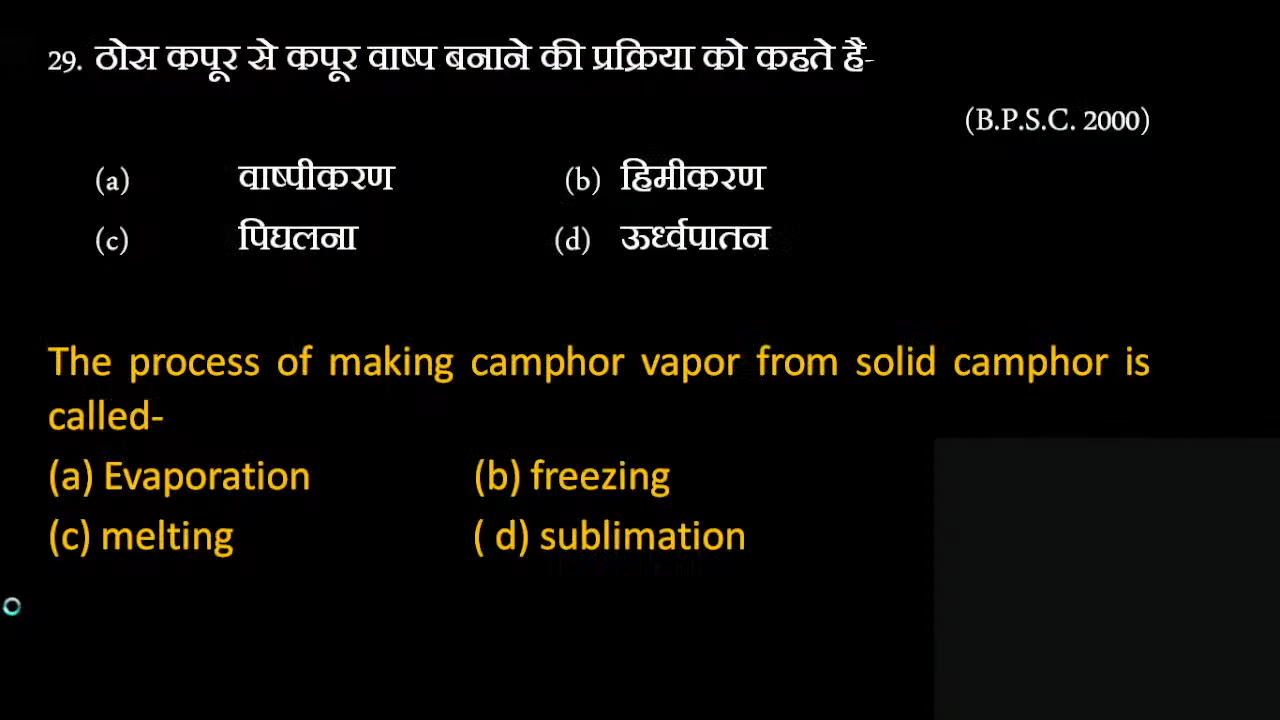 29. ठोस कपूर से कपूर वाष्प बनाने की प्रक्रिया को कहते हैं-
(B.P.S.C. 2000)
(a) वाष्पीकरण (b) हिमीकरण
(c) पिघलना (d) ऊर्ध्वपातन
The process of making camphor vapor from solid camphor is
called-
(a) Evaporation (b) freezing
(c) melting ( d) sublimation